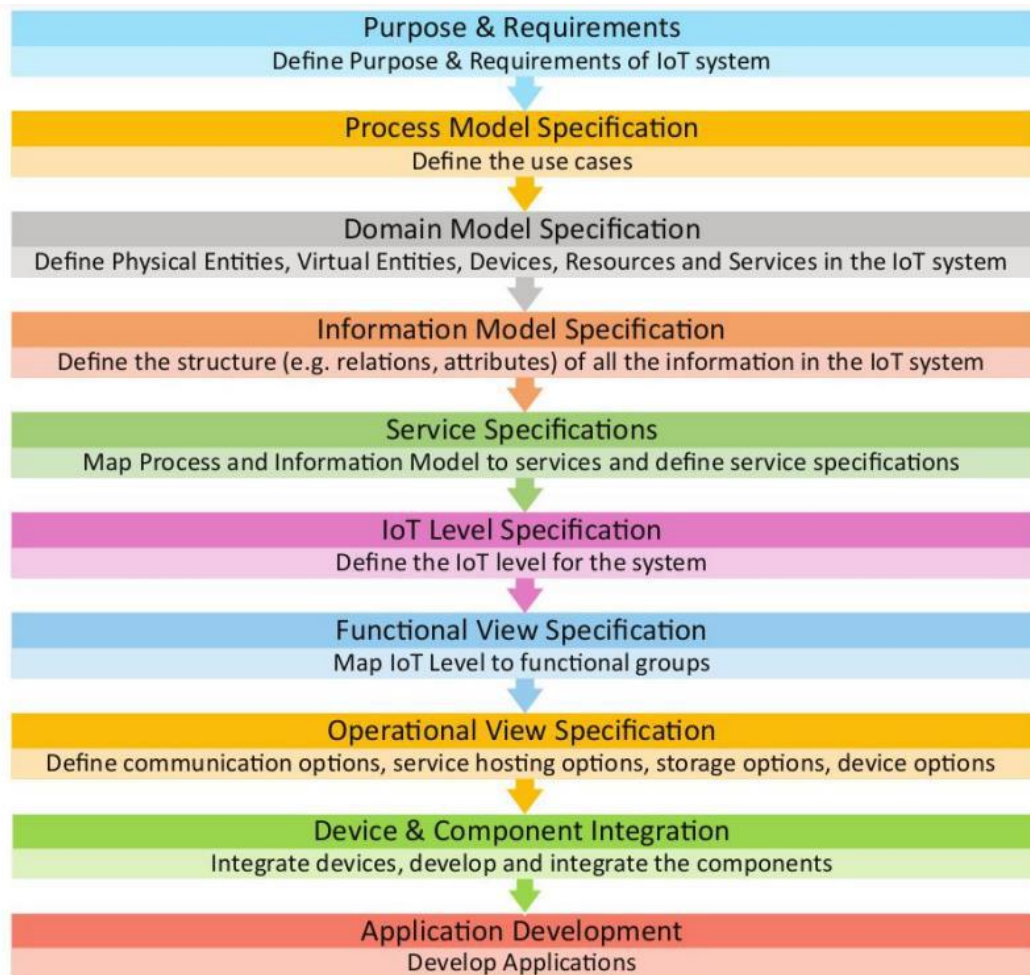 Purpose & Requirements
Define Purpose & Requirements of IoT system
Process Model Specification
Define the use cases
Domain Model Specification
Define Physical Entities, Virtual Entities, Devices, Resources and Services in the IoT system
Information Model Specification
Define the structure (e.g. relations, attributes) of all the information in the IoT system
Service Specifications
Map Process and Information Model to services and define service specifications
IoT Level Specification
Define the IoT level for the system
Functional View Specification
Map IoT Level to functional groups
Operational View Specification
Define communication options, service hosting options, storage options, device options
Device & Component Integration
Integrate devices, develop and integrate the components
Application Development
Develop Applications